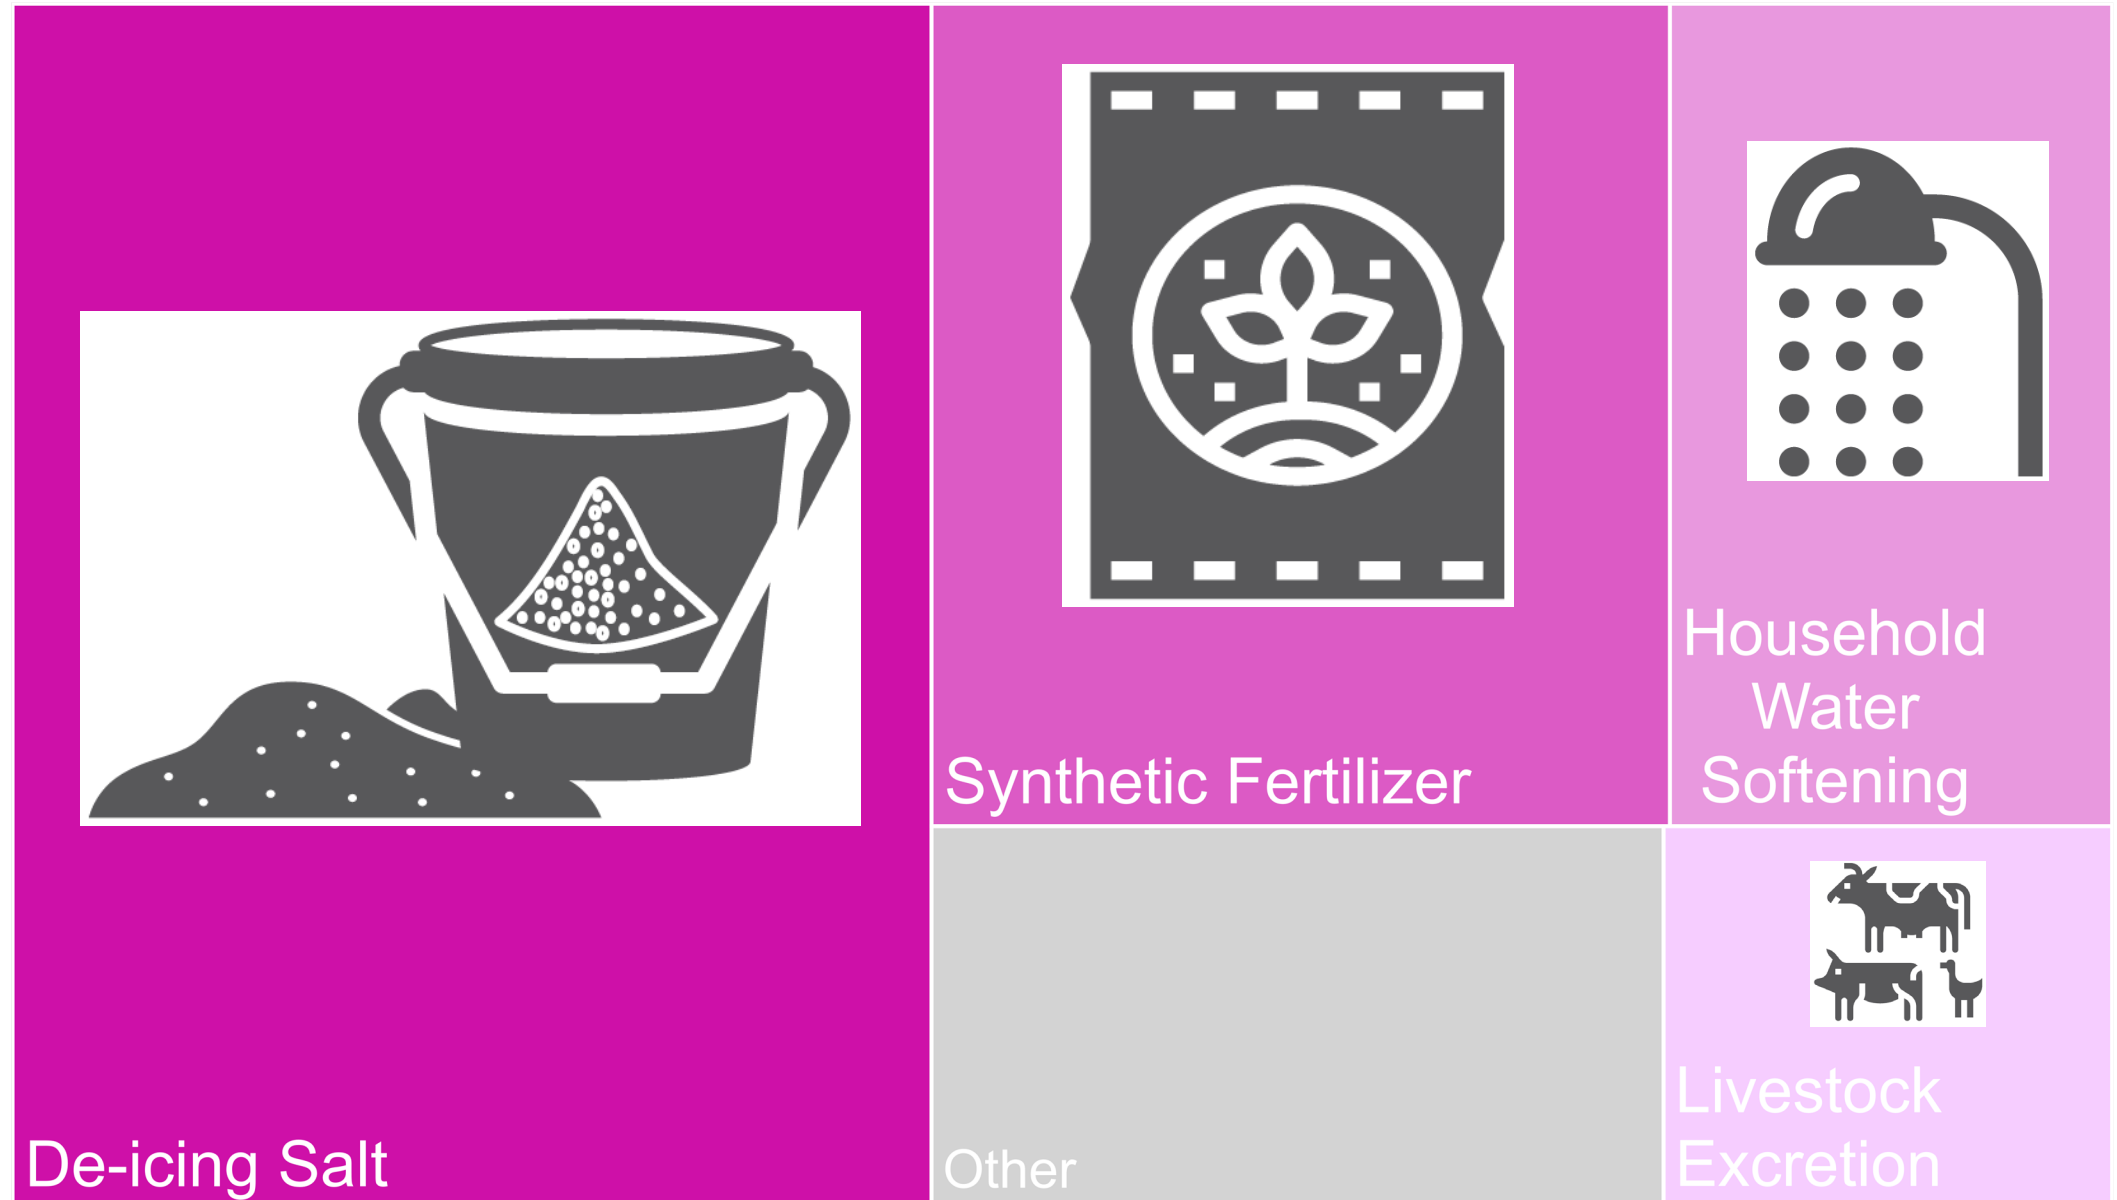 De-icing Salt
Synthetic Fertilizer
Household
Water
Softening
Other
Livestock
Excretion